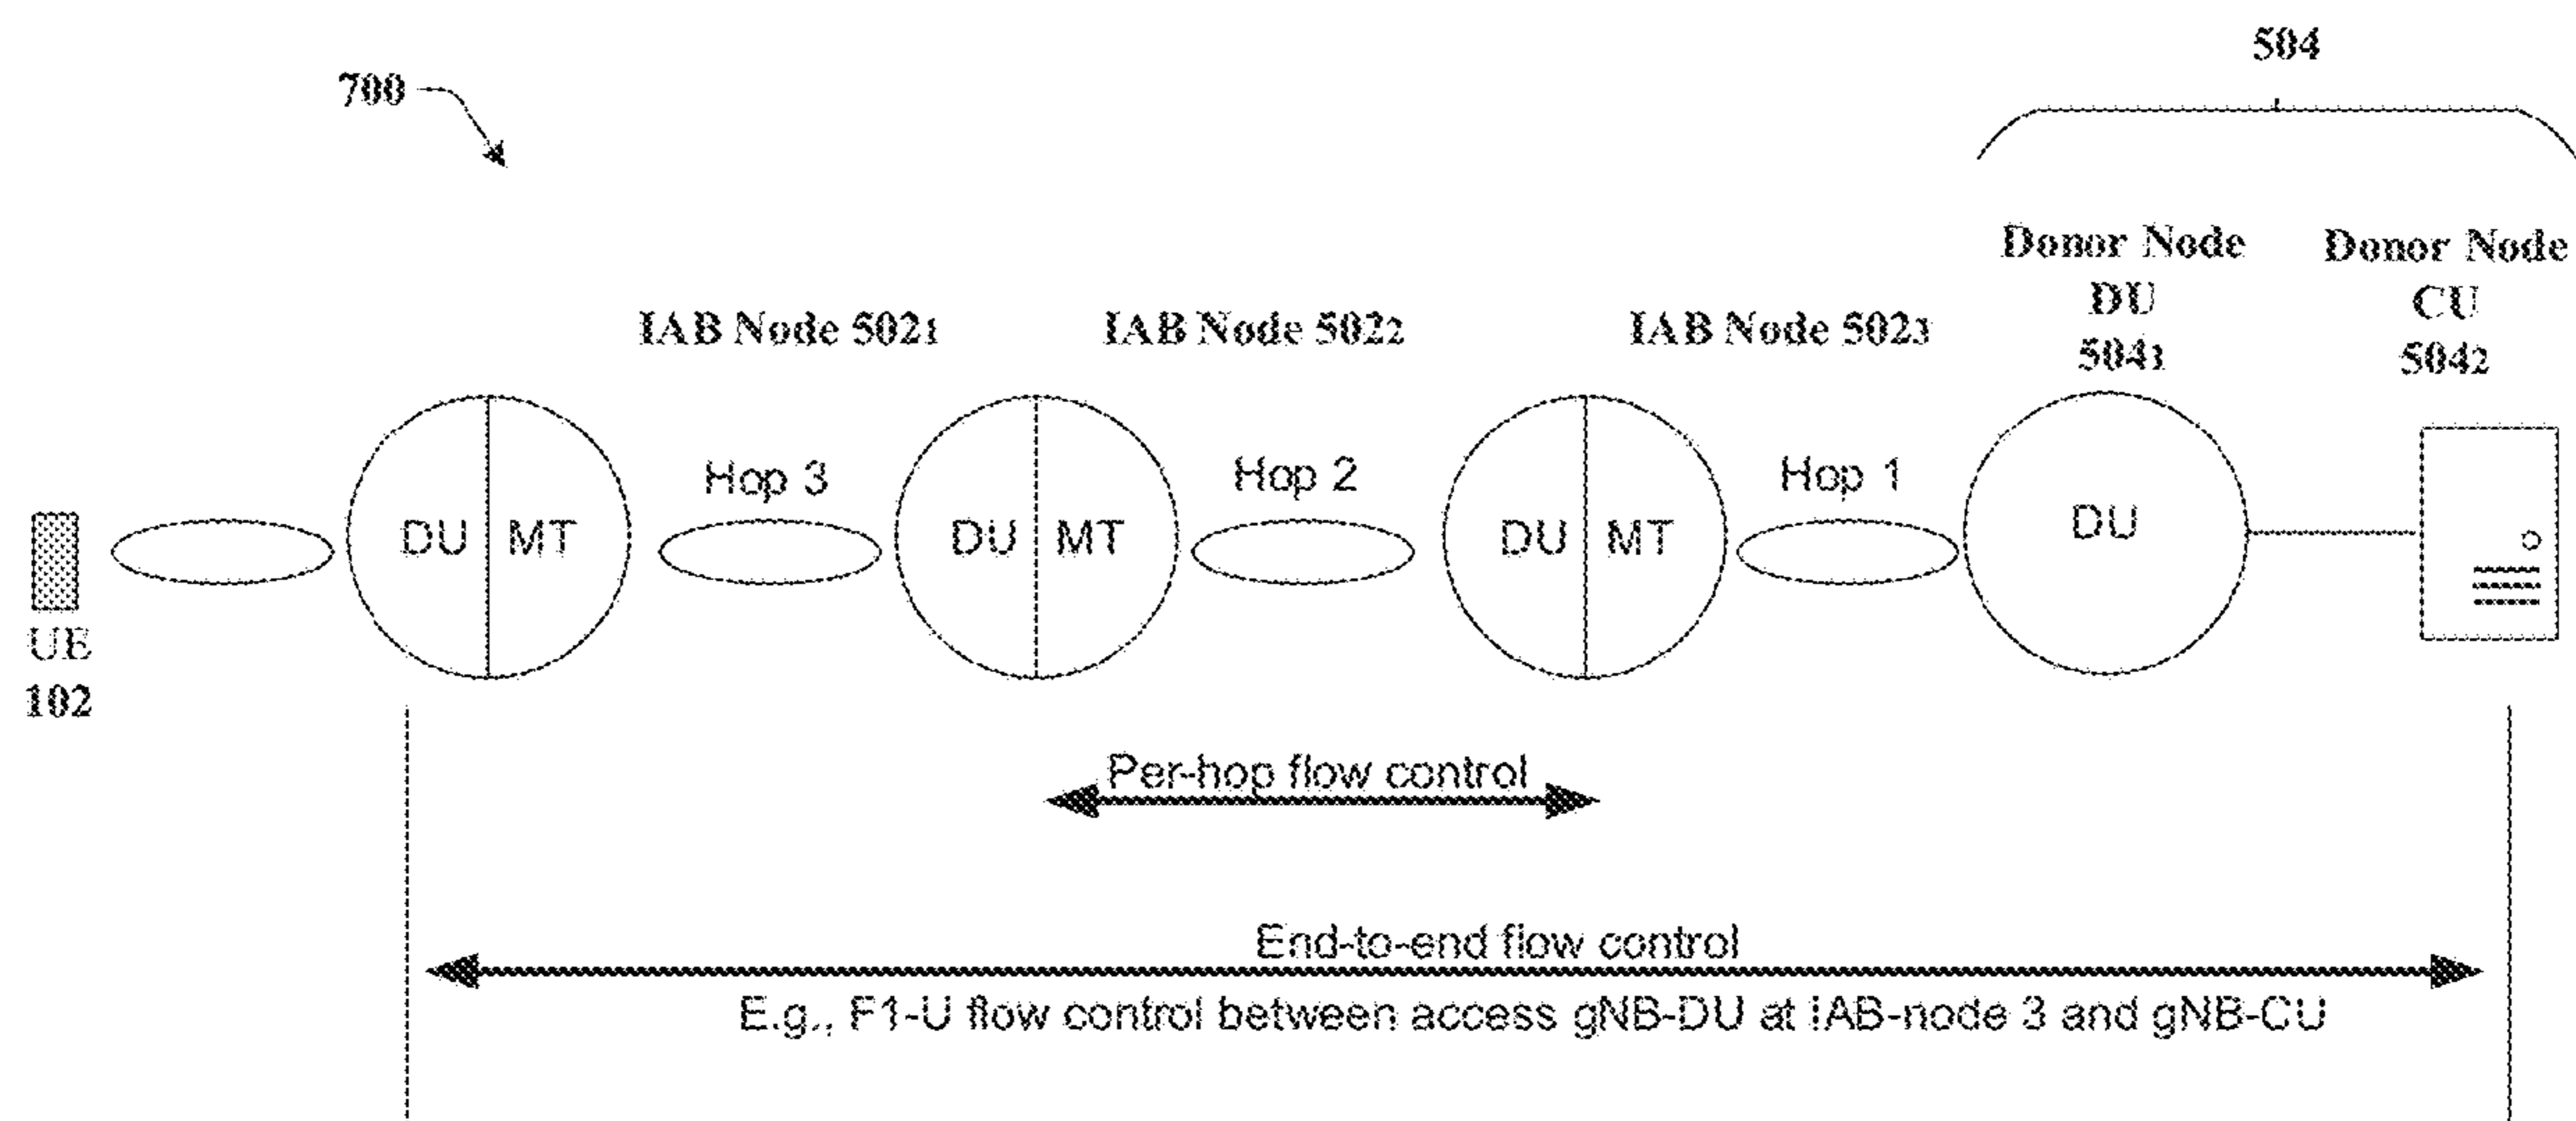 504
700
Donor Node
DU
504₁
Donor Node
CU
504₂
IAB Node 502₁
IAB Node 502₂
IAB Node 502₃
Hop 3
Hop 2
Hop 1
DU
MT
DU
MT
DU
MT
DU
UE
102
Per-hop flow control
End-to-end flow control
E.g., F1-U flow control between access gNB-DU at IAB-node 3 and gNB-CU